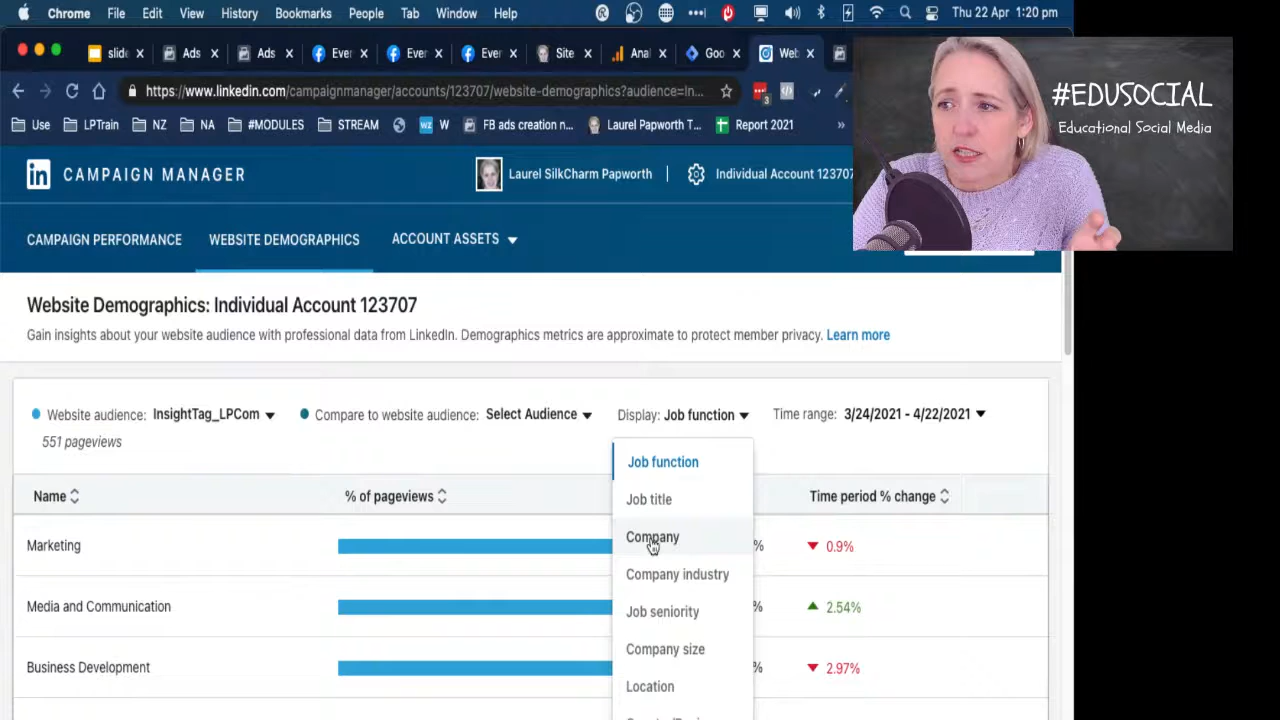 Chrome File Edit View History Bookmarks People Tab Window Help Thu 22 Apr 1:20 pm
slide Ads Ads Ever Ever Ever Site Anal Goo Web
https://www.linkedin.com/campaignmanager/accounts/123707/website-demographics?audience=In...
3
Use LPTrain NZ NA #MODULES STREAM W FB ads creation n... Laurel Papworth T... Report 2021 »
#EDUSOCIAL
Educational Social Media
in CAMPAIGN MANAGER Laurel SilkCharm Papworth Individual Account 123707
CAMPAIGN PERFORMANCE WEBSITE DEMOGRAPHICS ACCOUNT ASSETS
Website Demographics: Individual Account 123707
Gain insights about your website audience with professional data from LinkedIn. Demographics metrics are approximate to protect member privacy. Learn more
Website audience: InsightTag_LPCom Compare to website audience: Select Audience Display: Job function Time range: 3/24/2021 - 4/22/2021
551 pageviews
Job function
Job title
Company
Company industry
Job seniority
Company size
Location
Name % of pageviews Time period % change
Marketing % 0.9%
Media and Communication % 2.54%
Business Development % 2.97%